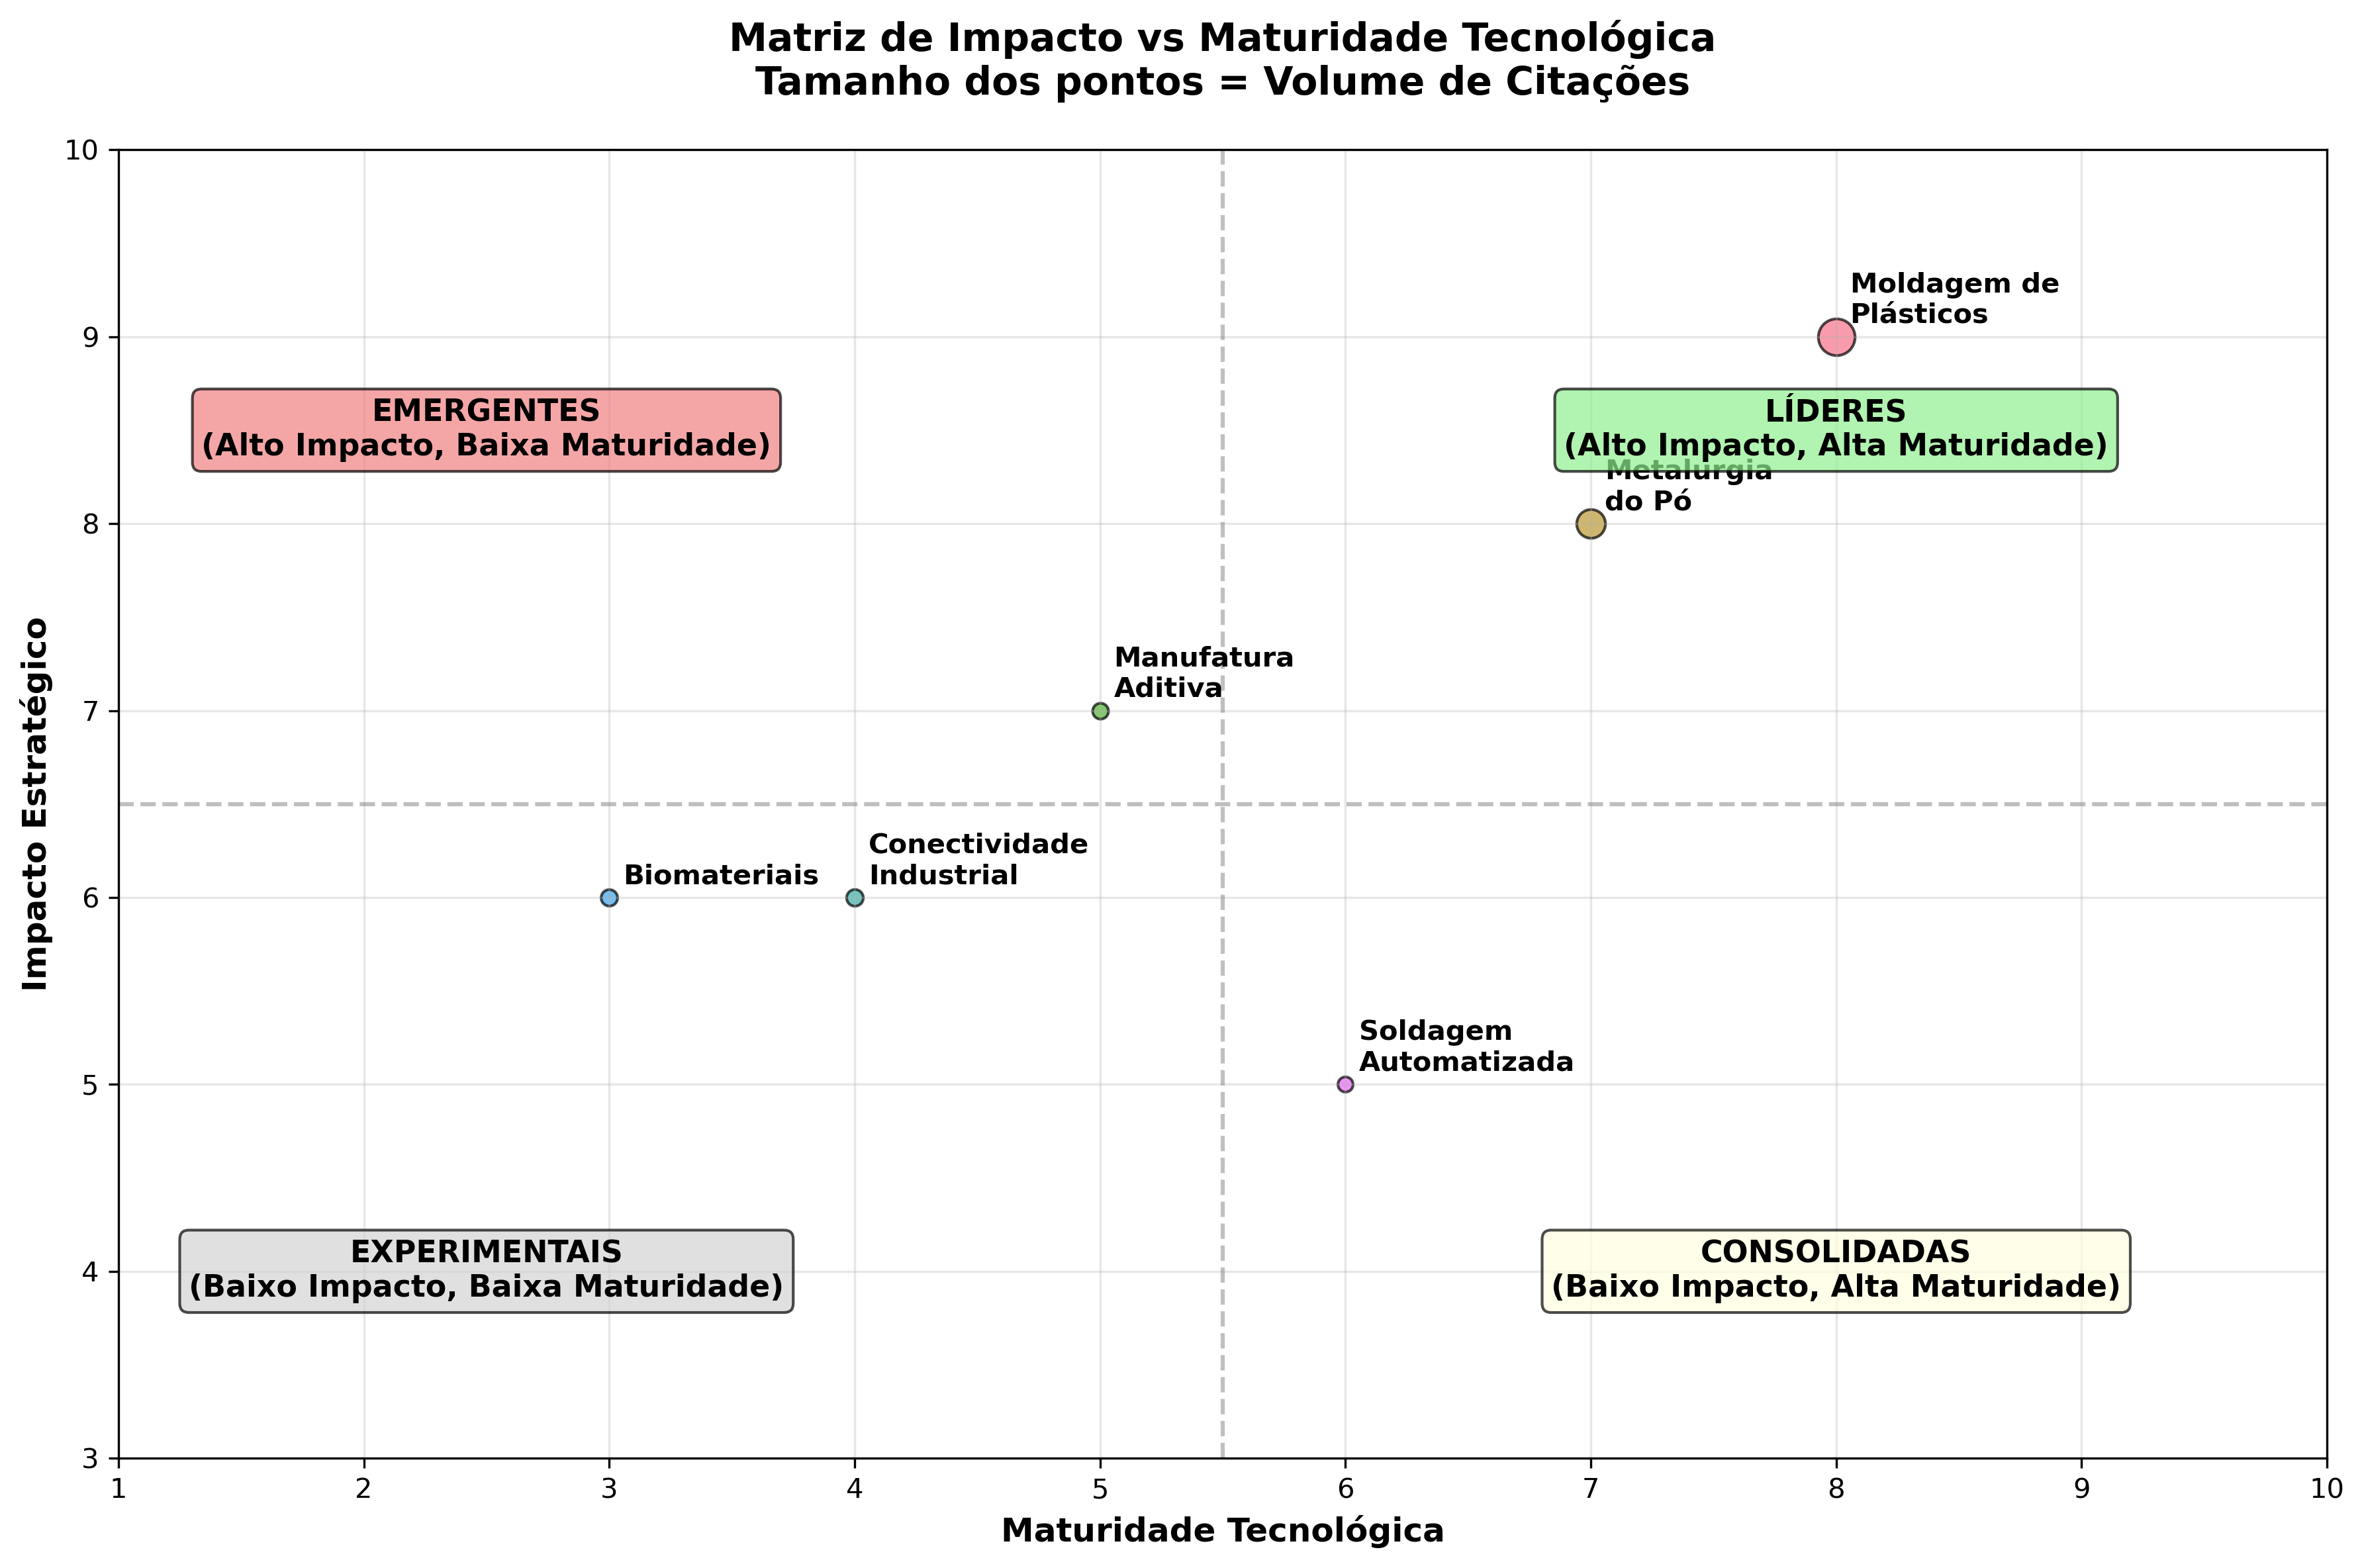 Matriz de Impacto vs Maturidade Tecnológica
Tamanho dos pontos = Volume de Citações
10
9
8
7
6
5
4
3
Impacto Estratégico
Moldagem de
Plásticos
EMERGENTES
(Alto Impacto, Baixa Maturidade)
LÍDERES
(Alto Impacto, Alta Maturidade)
Metalurgia
do Pó
Manufatura
Aditiva
Biomateriais
Conectividade
Industrial
Soldagem
Automatizada
EXPERIMENTAIS
(Baixo Impacto, Baixa Maturidade)
CONSOLIDADAS
(Baixo Impacto, Alta Maturidade)
1 2 3 4 5 6 7 8 9 10
Maturidade Tecnológica